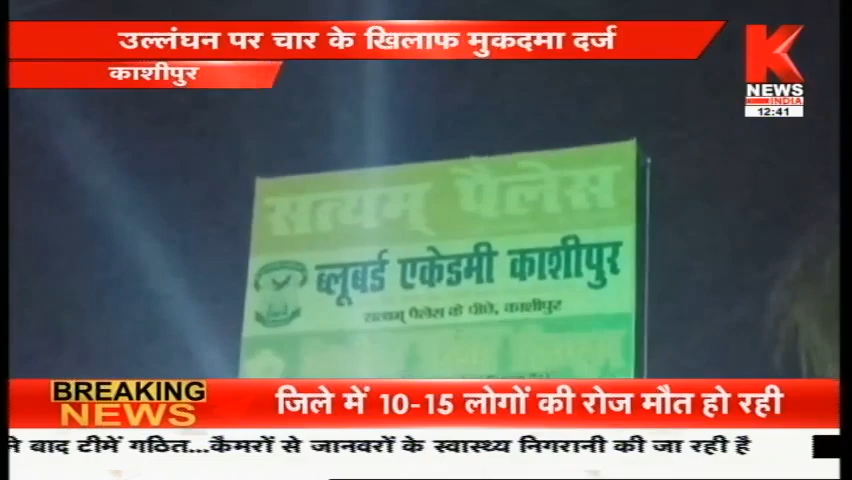 उल्लंघन पर चार के खिलाफ मुकदमा दर्ज
काशीपुर
K
NEWS
INDIA
12:41
सत्यम् पैलेस
ब्लूबर्ड एकेडमी काशीपुर
सत्यम् पैलेस के पीछे, काशीपुर
BREAKING
NEWS
जिले में 10-15 लोगों की रोज मौत हो रही
बाद टीमें गठित...कैमरों से जानवरों के स्वास्थ्य निगरानी की जा रही है